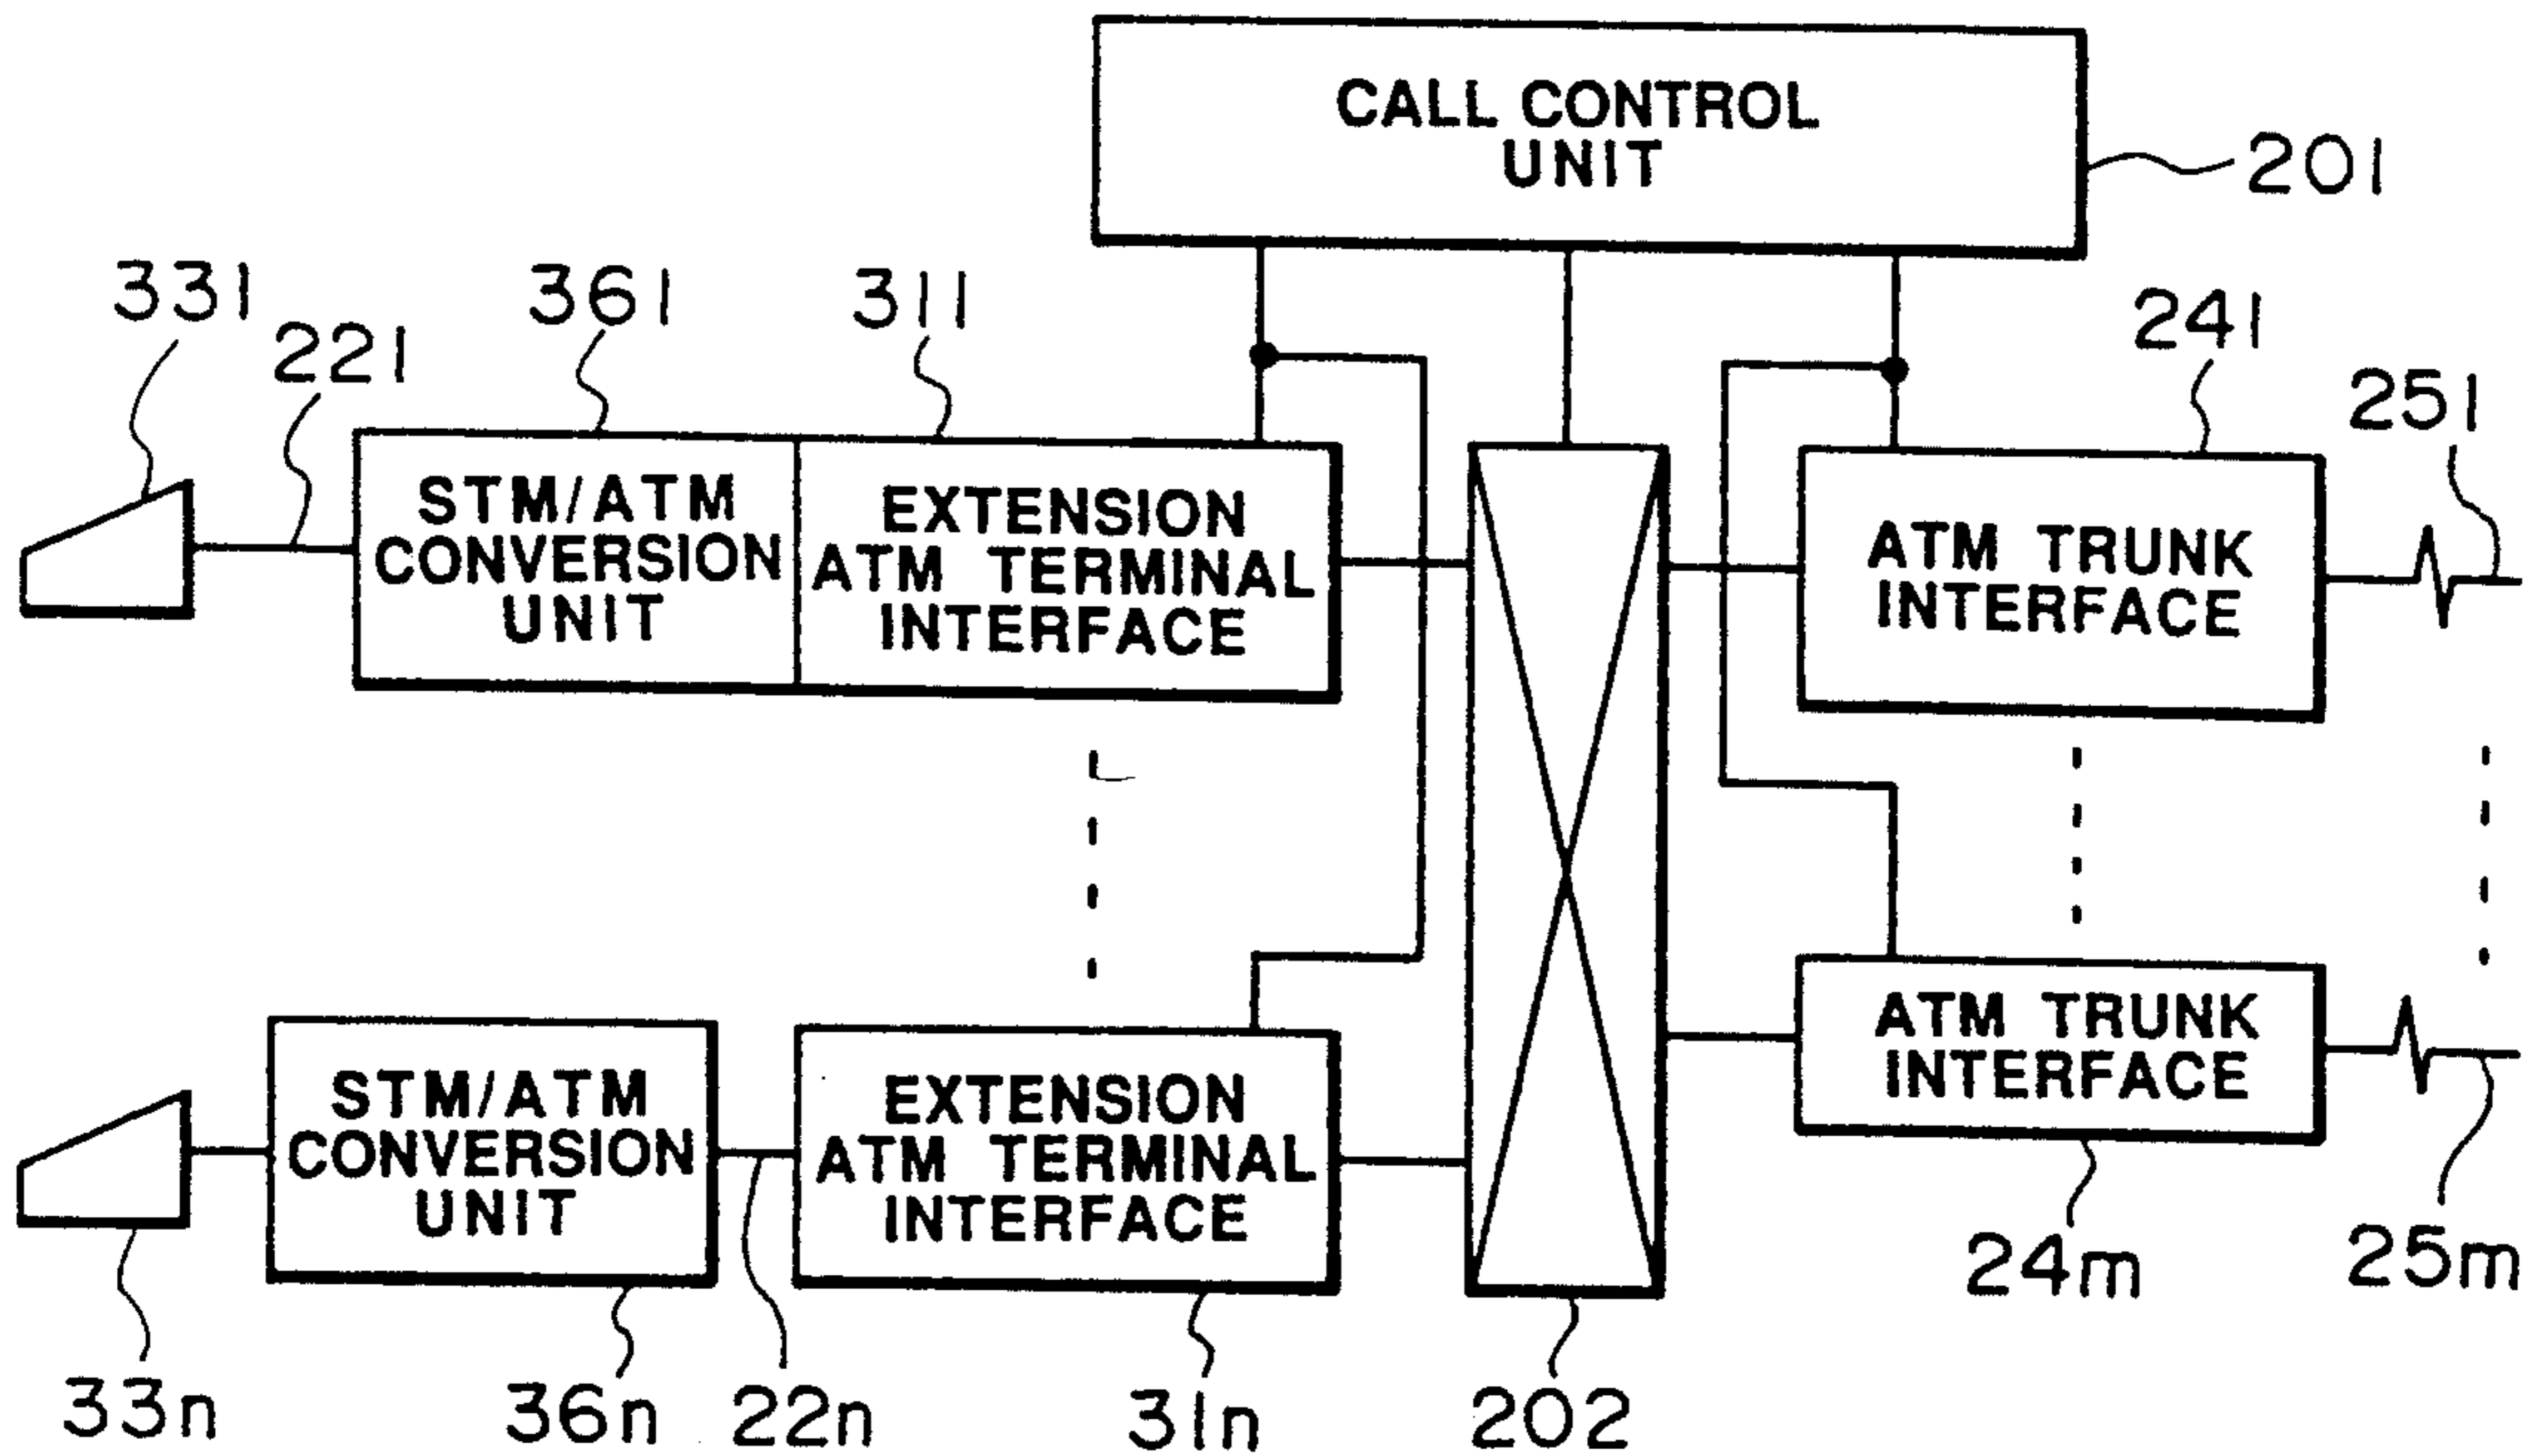 CALL CONTROL
UNIT
201
331
221
361
311
241
251
STM/ATM
CONVERSION
UNIT
EXTENSION
ATM TERMINAL
INTERFACE
ATM TRUNK
INTERFACE
STM/ATM
CONVERSION
UNIT
EXTENSION
ATM TERMINAL
INTERFACE
ATM TRUNK
INTERFACE
33n
36n
22n
31n
202
24m
25m